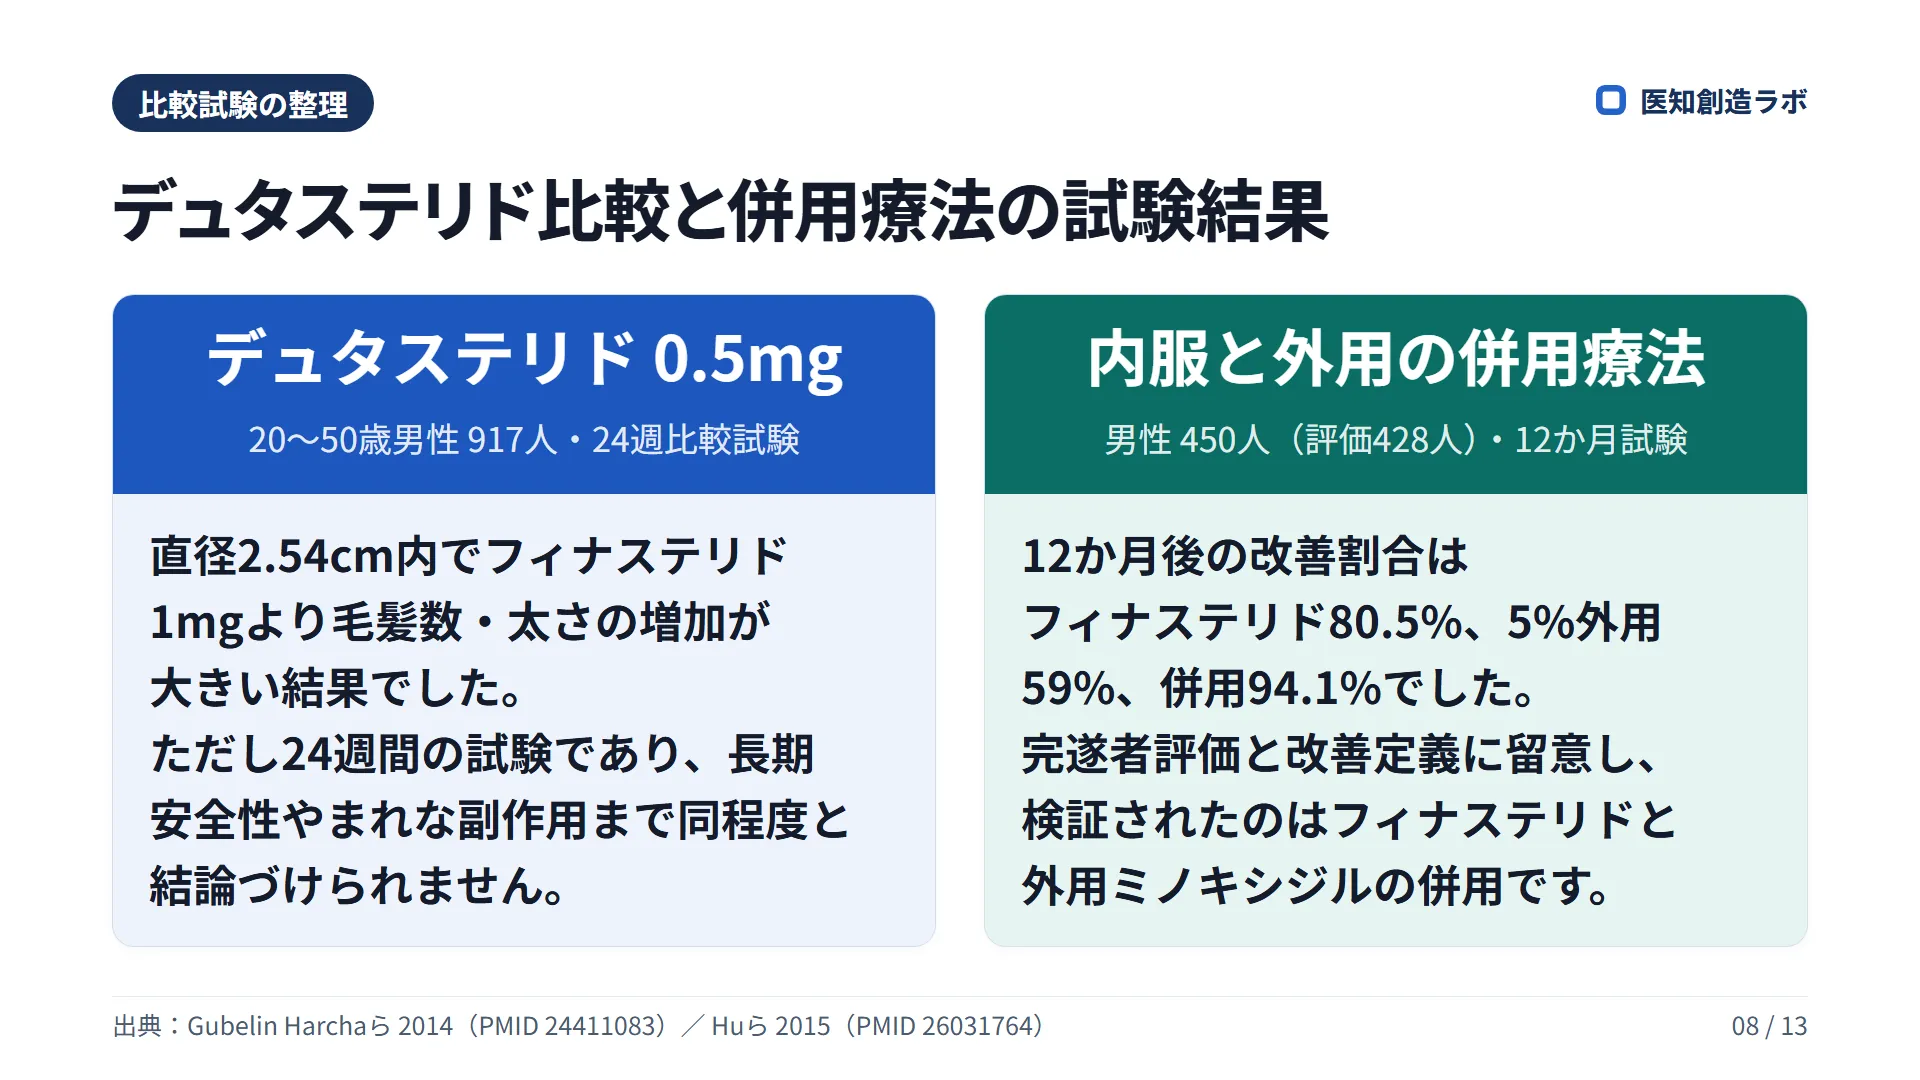 比較試験の整理
医知創造ラボ
デュタステリド比較と併用療法の試験結果
デュタステリド 0.5mg
20〜50歳男性 917人・24週比較試験
直径2.54cm内でフィナステリド
1mgより毛髪数・太さの増加が
大きい結果でした。
ただし24週間の試験であり、長期
安全性やまれな副作用まで同程度と
結論づけられません。
内服と外用の併用療法
男性 450人（評価428人）・12か月試験
12か月後の改善割合は
フィナステリド80.5%、5%外用
59%、併用94.1%でした。
完遂者評価と改善定義に留意し、
検証されたのはフィナステリドと
外用ミノキシジルの併用です。
出典：Gubelin Harchaら 2014（PMID 24411083）／ Huら 2015（PMID 26031764）
08 / 13